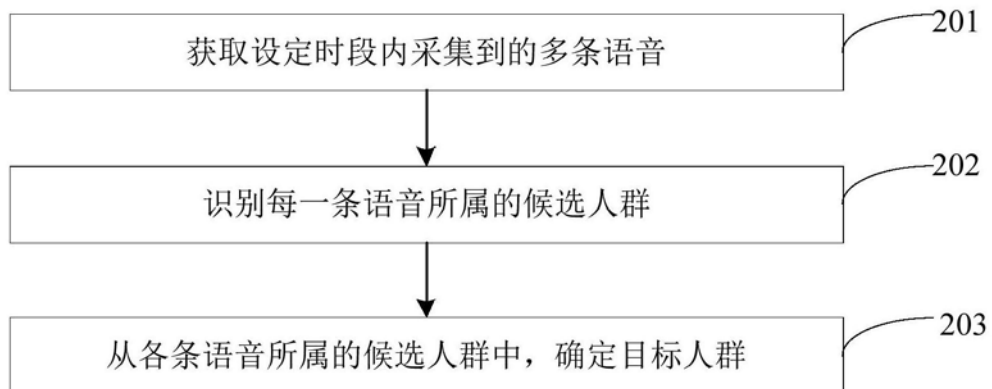 201
获取设定时段内采集到的多条语音
202
识别每一条语音所属的候选人群
203
从各条语音所属的候选人群中，确定目标人群